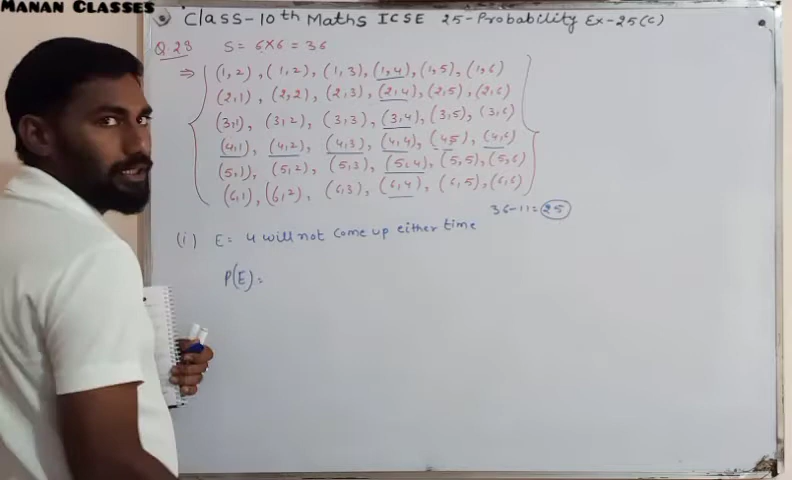 MANAN CLASSES
Class-10th Maths ICSE 25-Probability Ex-25(C)
Q.23 S= 6X6 = 36
⇒ (1,2), (1,2), (1,3), (1,4), (1,5), (1,6)
(2,1), (2,2), (2,3), (2,4), (2,5), (2,6)
(3,1), (3,2), (3,3), (3,4), (3,5), (3,6)
(4,1), (4,2), (4,3), (4,4), (4,5), (4,6)
(5,1), (5,2), (5,3), (5,4), (5,5), (5,6)
(6,1), (6,2), (6,3), (6,4), (6,5), (6,6)
36-11=25
(i) E= 4 will not come up either time
P(E)=